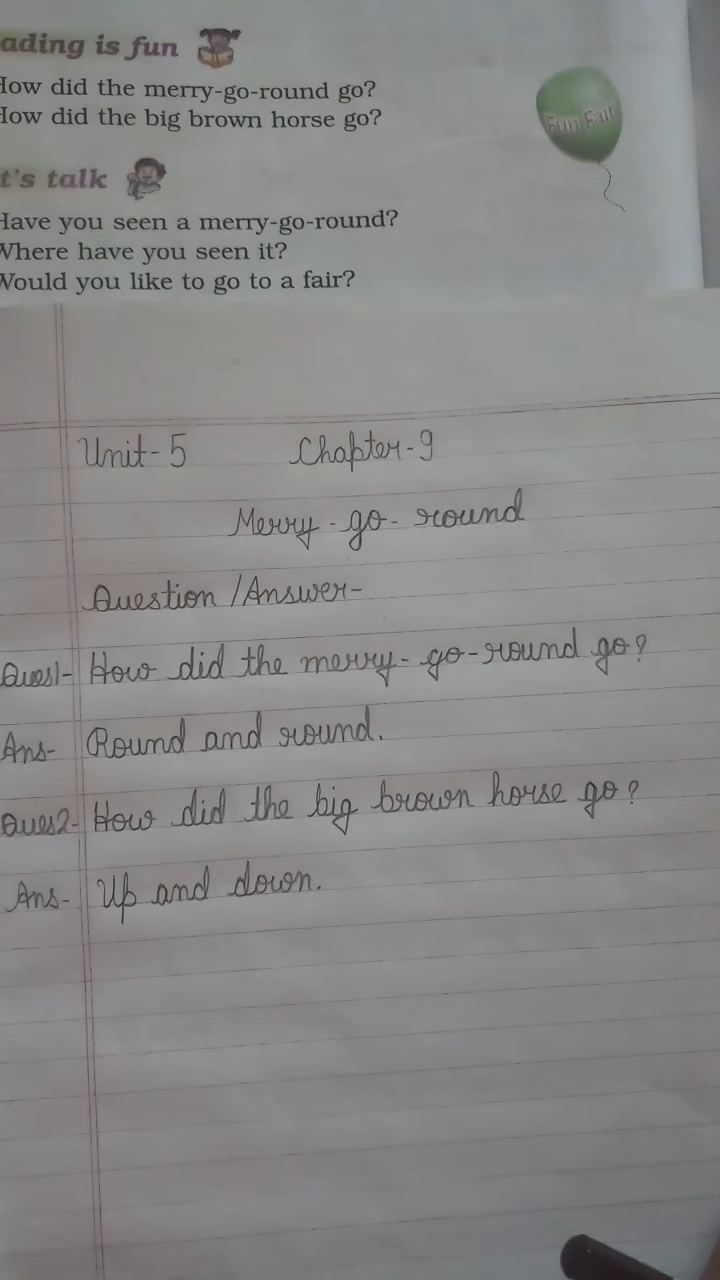 ading is fun
How did the merry-go-round go?
How did the big brown horse go?
Fun Fair
t's talk
Have you seen a merry-go-round?
Where have you seen it?
Would you like to go to a fair?
Unit-5 Chapter-9
Merry-go-round
Question/Answer-
Ques1- How did the merry-go-round go?
Ans- Round and round.
Ques2- How did the big brown horse go?
Ans- Up and down.